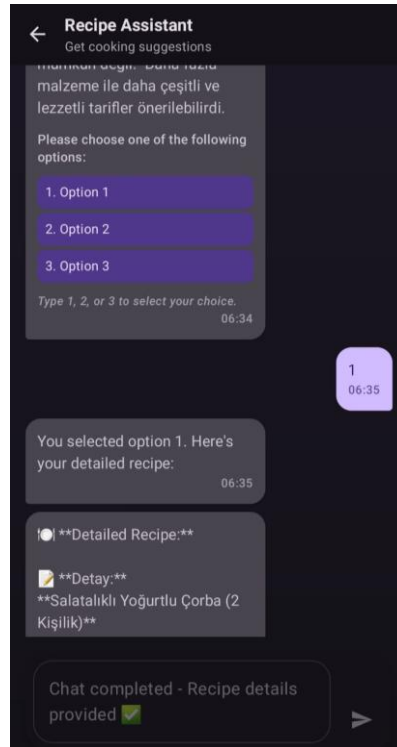 Recipe Assistant
Get cooking suggestions
malzeme ile daha çeşitli ve
lezzetli tarifler önerilebilirdi.
Please choose one of the following
options:
1. Option 1
2. Option 2
3. Option 3
Type 1, 2, or 3 to select your choice.
06:34
1
06:35
You selected option 1. Here's
your detailed recipe:
06:35
🍽️ **Detailed Recipe:**
📝 **Detay:**
**Salatalıklı Yoğurtlu Çorba (2
Kişilik)**
Chat completed - Recipe details
provided ✅